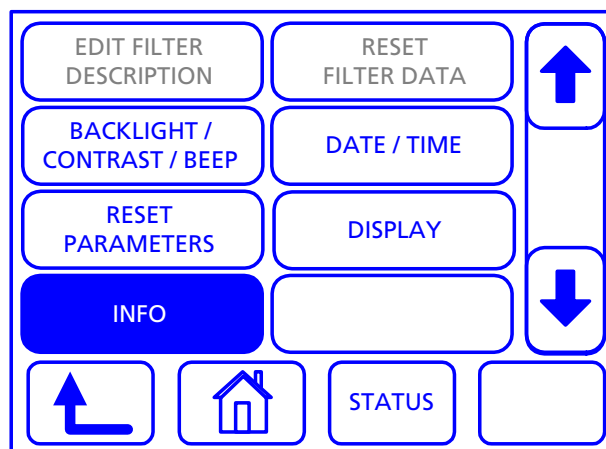 EDIT FILTER
DESCRIPTION
RESET
FILTER DATA
BACKLIGHT /
CONTRAST / BEEP
DATE / TIME
RESET
PARAMETERS
DISPLAY
INFO
STATUS